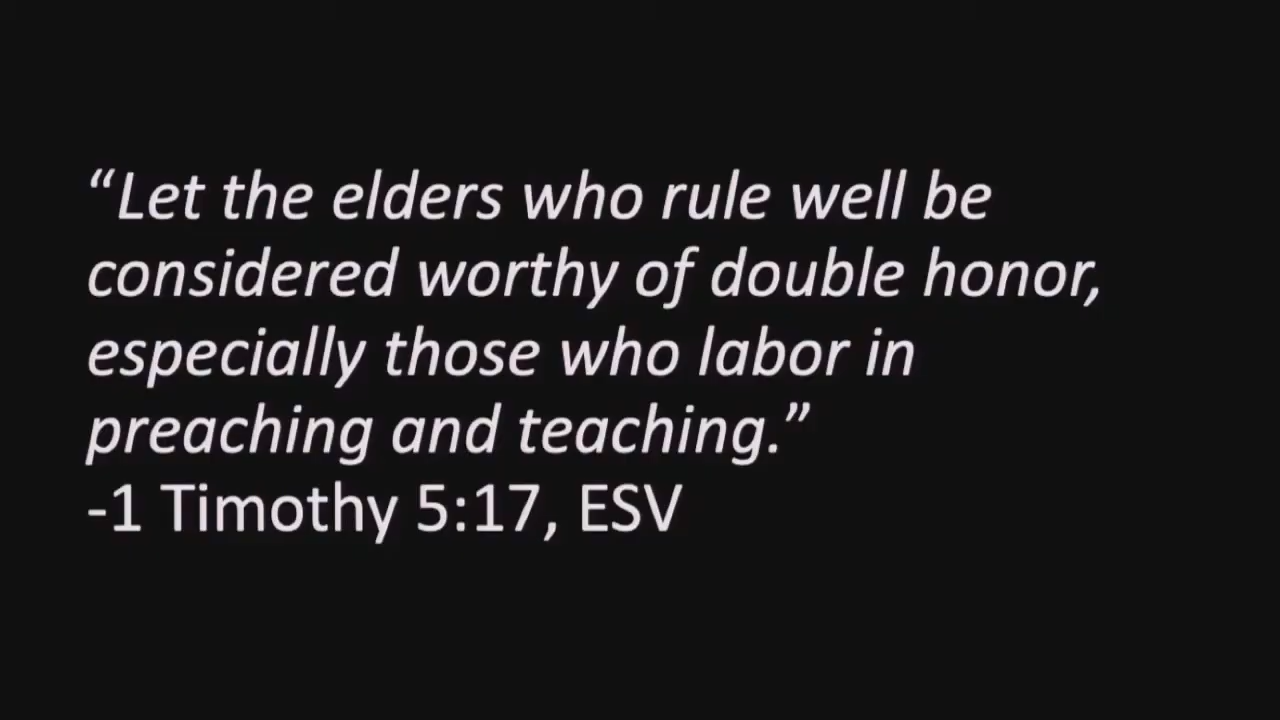 “Let the elders who rule well be
considered worthy of double honor,
especially those who labor in
preaching and teaching.”
-1 Timothy 5:17, ESV